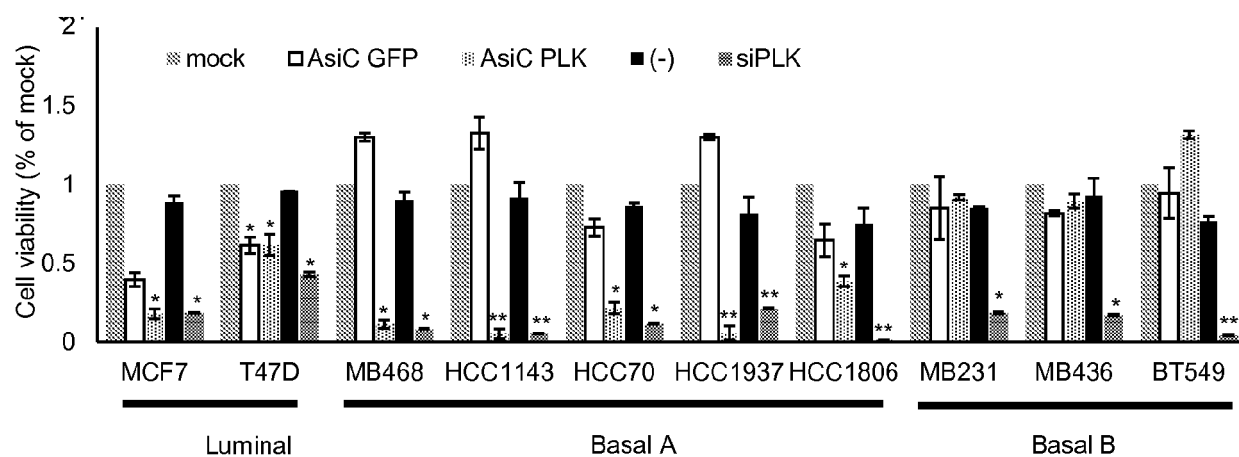 2
mock AsiC GFP AsiC PLK (-) siPLK
Cell viability (% of mock)
1.5
1
0.5
0
* * * * * * * ** ** * * ** ** * ** * * **
MCF7 T47D MB468 HCC1143 HCC70 HCC1937 HCC1806 MB231 MB436 BT549
Luminal Basal A Basal B